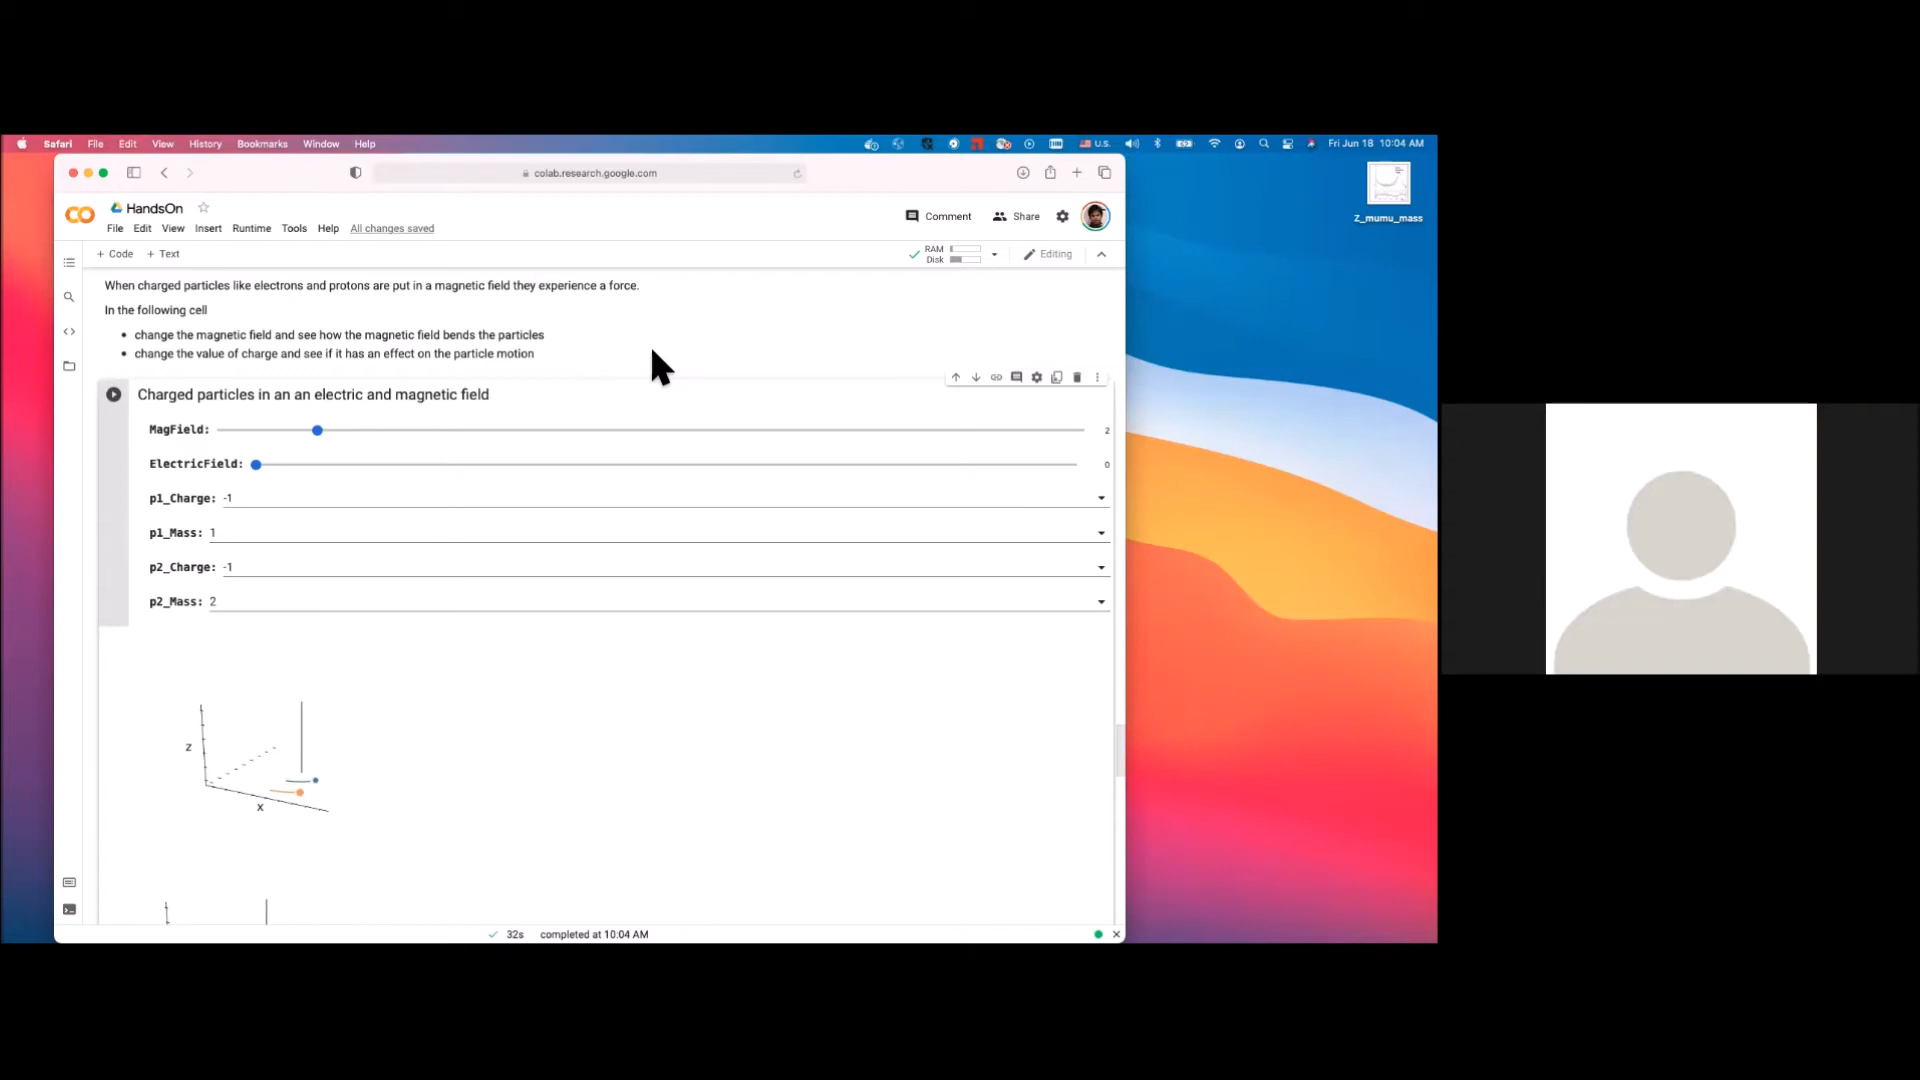 Safari File Edit View History Bookmarks Window Help
U.S.
Fri Jun 18 10:04 AM
colab.research.google.com
Z_mumu_mass
HandsOn
Comment
Share
File Edit View Insert Runtime Tools Help All changes saved
+ Code + Text
RAM
Disk
Editing
When charged particles like electrons and protons are put in a magnetic field they experience a force.
In the following cell
change the magnetic field and see how the magnetic field bends the particles
change the value of charge and see if it has an effect on the particle motion
Charged particles in an an electric and magnetic field
MagField: 2
ElectricField: 0
p1_Charge: -1
p1_Mass: 1
p2_Charge: -1
p2_Mass: 2
Z
X
32s completed at 10:04 AM